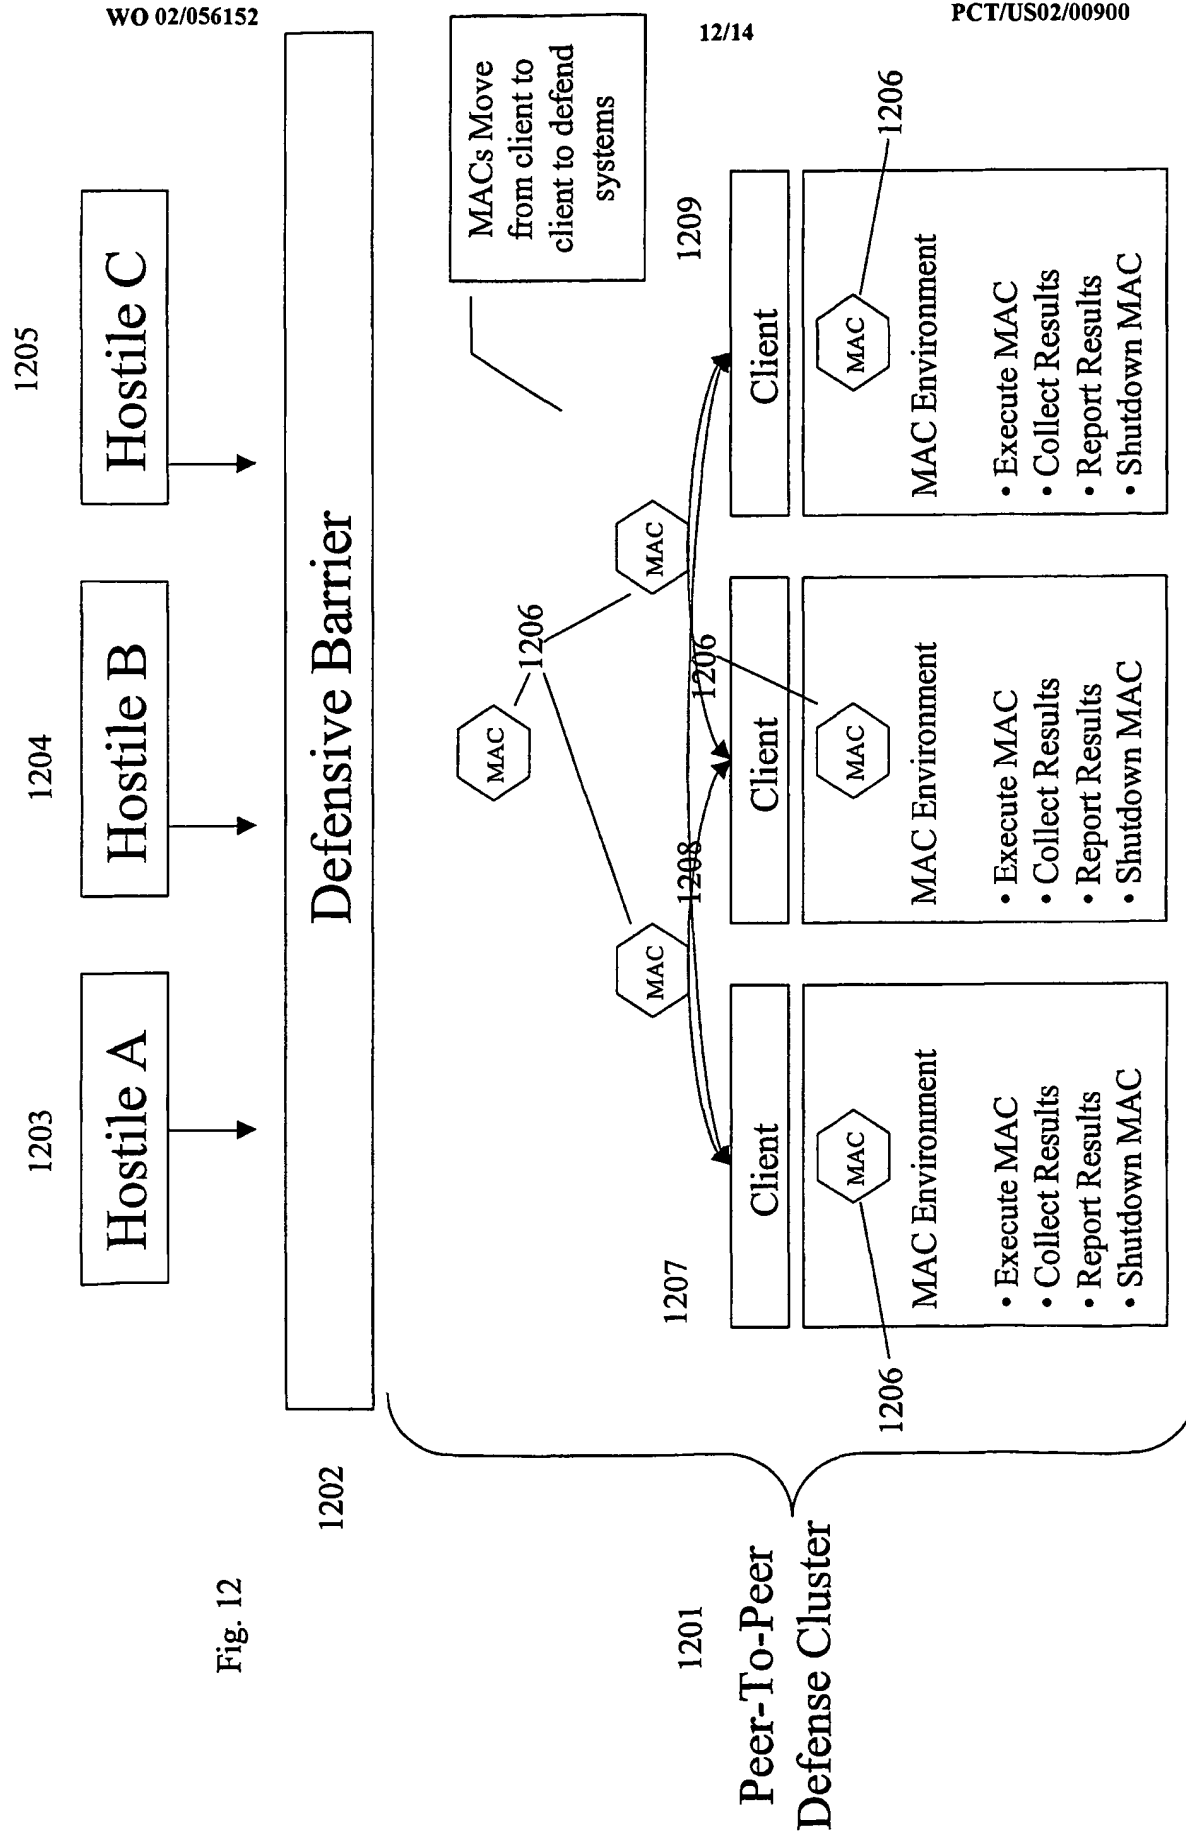 WO 02/056152
12/14
PCT/US02/00900
Fig. 12
1203
1204
1205
Hostile A
Hostile B
Hostile C
1202
Defensive Barrier
MACs Move
from client to
client to defend
systems
MAC
1206
MAC
MAC
1201
Peer-To-Peer
Defense Cluster
1207
1208
1206
1209
Client
Client
Client
1206
MAC
MAC Environment
• Execute MAC
• Collect Results
• Report Results
• Shutdown MAC
MAC
MAC Environment
• Execute MAC
• Collect Results
• Report Results
• Shutdown MAC
1206
MAC
MAC Environment
• Execute MAC
• Collect Results
• Report Results
• Shutdown MAC